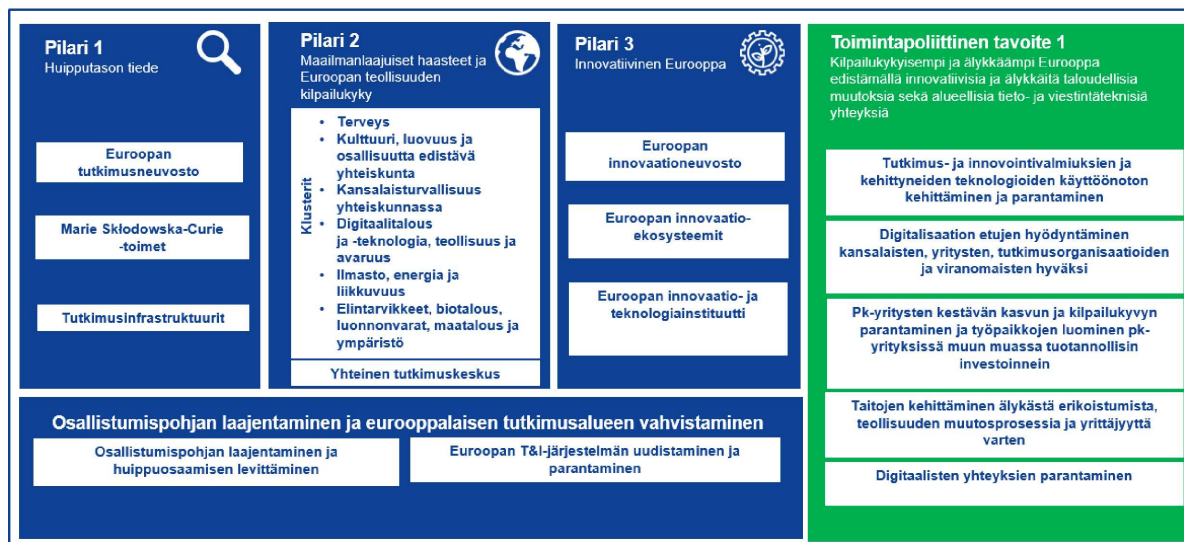 Pilari 1
Huipputason tiede
Euroopan
tutkimusneuvosto
Marie Skłodowska-Curie
-toimet
Tutkimusinfrastruktuurit
Pilari 2
Maailmanlaajuiset haasteet ja
Euroopan teollisuuden
kilpailukyky
Klusterit
• Terveys
• Kulttuuri, luovuus ja
osallisuutta edistävä
yhteiskunta
• Kansalaisturvallisuus
yhteiskunnassa
• Digitaalitalous
ja -teknologia, teollisuus ja
avaruus
• Ilmasto, energia ja
liikkuvuus
• Elintarvikkeet, biotalous,
luonnonvarat, maatalous ja
ympäristö
Yhteinen tutkimuskeskus
Pilari 3
Innovatiivinen Eurooppa
Euroopan
innovaationeuvosto
Euroopan innovaatio-
ekosysteemit
Euroopan innovaatio- ja
teknologiainstituutti
Osallistumispohjan laajentaminen ja eurooppalaisen tutkimusalueen vahvistaminen
Osallistumispohjan laajentaminen ja
huippuosaamisen levittäminen
Euroopan T&I-järjestelmän uudistaminen ja
parantaminen
Toimintapoliittinen tavoite 1
Kilpailukykyisempi ja älykkäämpi Eurooppa
edistämällä innovatiivisia ja älykkäitä taloudellisia
muutoksia sekä alueellisia tieto- ja viestintäteknisiä
yhteyksiä
Tutkimus- ja innovointivalmiuksien ja
kehittyneiden teknologioiden käyttöönoton
kehittäminen ja parantaminen
Digitalisaation etujen hyödyntäminen
kansalaisten, yritysten, tutkimusorganisaatioiden
ja viranomaisten hyväksi
Pk-yritysten kestävän kasvun ja kilpailukyvyn
parantaminen ja työpaikkojen luominen pk-
yrityksissä muun muassa tuotannollisin
investoinnein
Taitojen kehittäminen älykästä erikoistumista,
teollisuuden muutosprosessia ja yrittäjyyttä
varten
Digitaalisten yhteyksien parantaminen